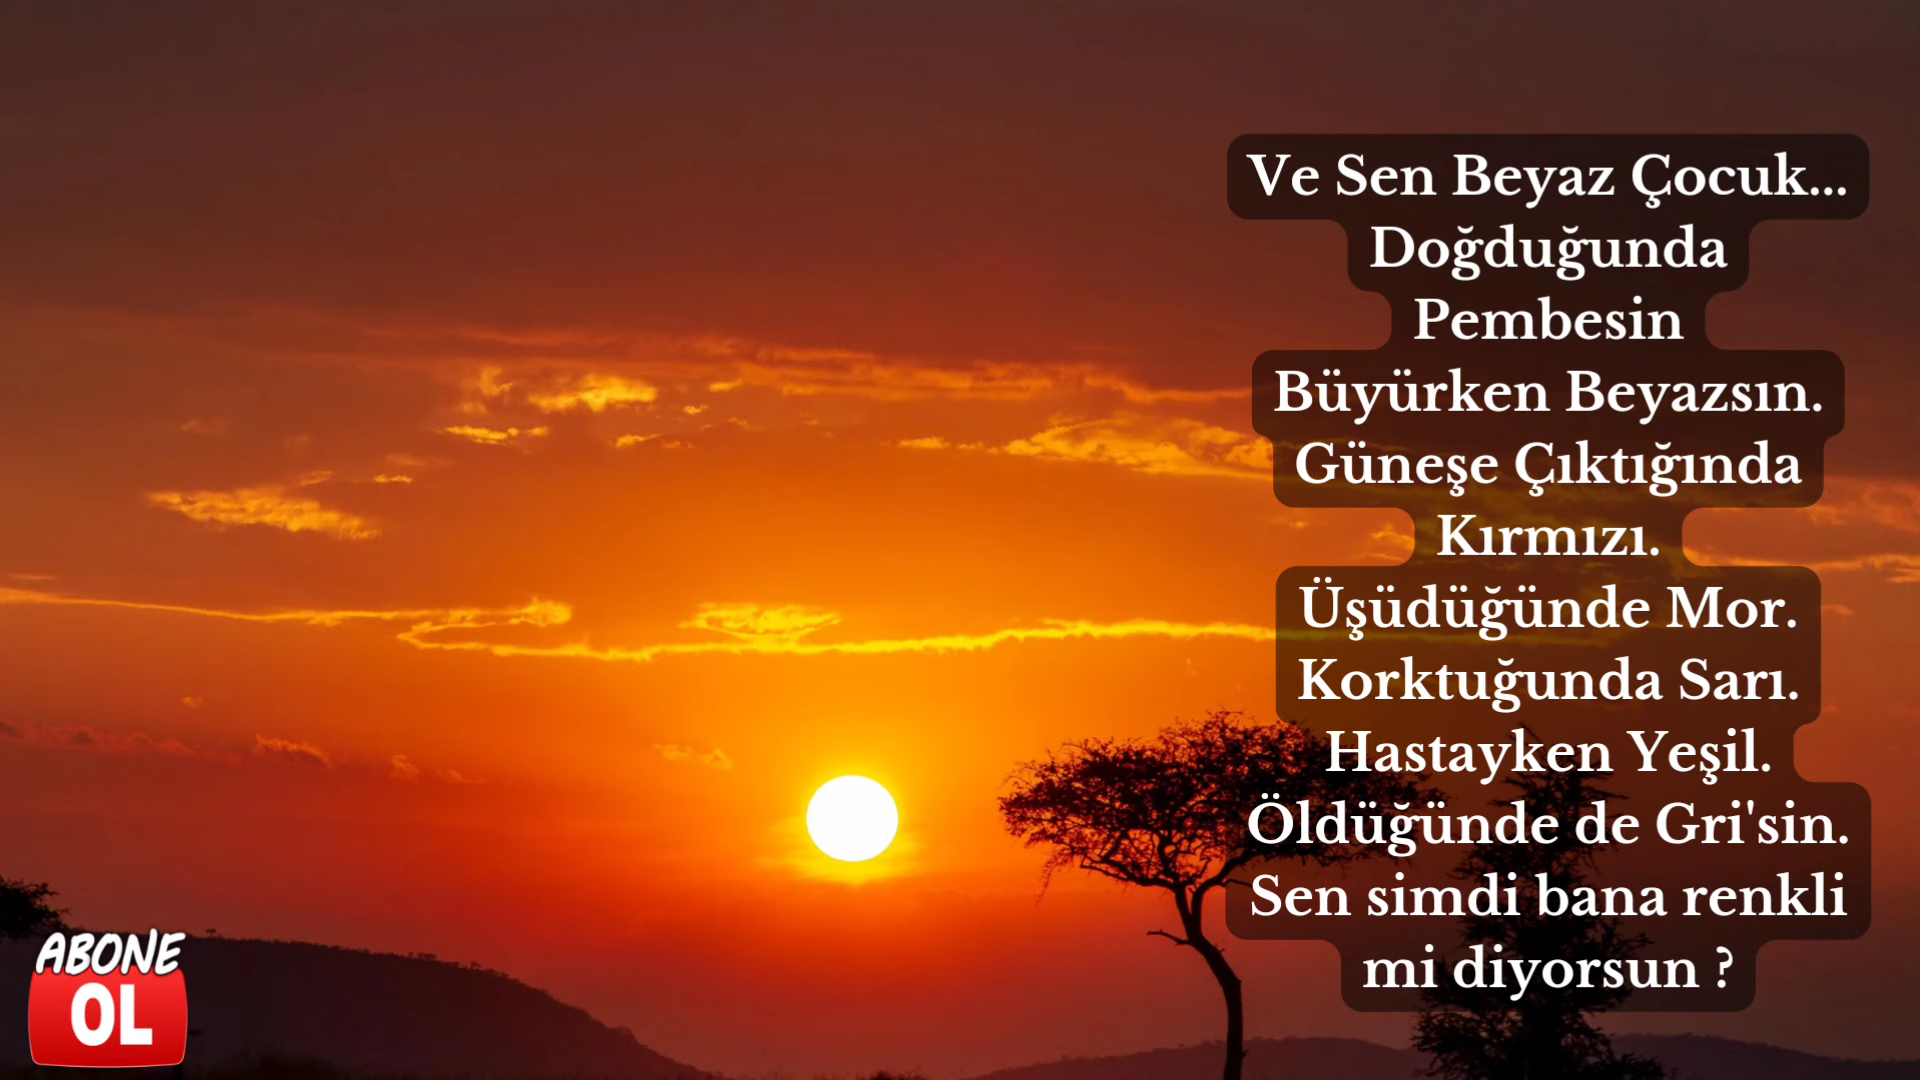 Ve Sen Beyaz Çocuk...
Doğduğunda
Pembesin
Büyürken Beyazsın.
Güneşe Çıktığında
Kırmızı.
Üşüdüğünde Mor.
Korktuğunda Sarı.
Hastayken Yeşil.
Öldüğünde de Gri'sin.
Sen simdi bana renkli
mi diyorsun ?
ABONE
OL